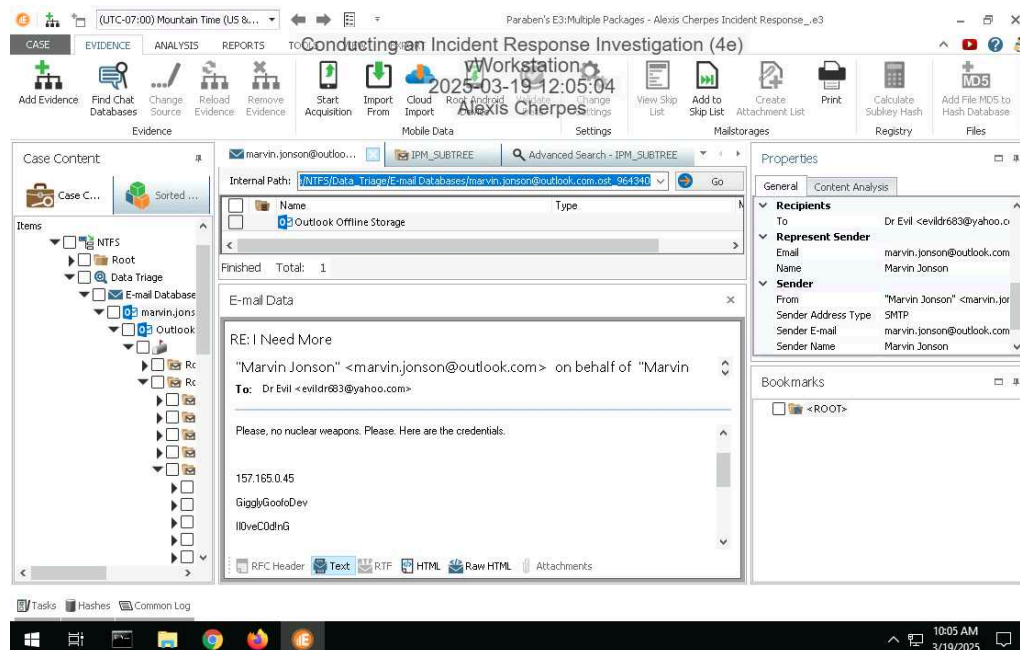 (UTC-07:00) Mountain Time (US &...
Paraben's E3:Multiple Packages - Alexis Cherpes Incident Response_.e3
CASE EVIDENCE ANALYSIS REPORTS
Conducting an Incident Response Investigation (4e)
vWorkstation
2025-03-19 12:05:04
Alexis Cherpes
Add Evidence
Find Chat Databases
Change Source
Reload Evidence
Remove Evidence
Start Acquisition
Import From
Cloud Import
Change Settings
View Skip List
Add to Skip List
Create Attachment List
Print
Calculate Subkey Hash
Add File MD5 to Hash Database
MD5
Evidence
Mobile Data
Settings
Mailstorages
Registry
Files
Case Content
Case C...
Sorted ...
Items
NTFS
Root
Data Triage
E-mail Database
marvin.jons
Outlook
Rc
Rc
marvin.jonson@outloo...
IPM_SUBTREE
Advanced Search - IPM_SUBTREE
Internal Path:
/NTFS/Data_Triage/E-mail Databases/marvin.jonson@outlook.com.ost_964340
Go
Name Type N
Outlook Offline Storage
Finished Total: 1
E-mail Data
RE: I Need More
"Marvin Jonson" <marvin.jonson@outlook.com> on behalf of "Marvin
To: Dr Evil <evildr683@yahoo.com>
Please, no nuclear weapons. Please. Here are the credentials.
157.165.0.45
GigglyGoofoDev
Il0veC0d!nG
RFC Header Text RTF HTML Raw HTML Attachments
Properties
General Content Analysis
Recipients
To Dr Evil <evildr683@yahoo.c
Represent Sender
Email marvin.jonson@outlook.com
Name Marvin Jonson
Sender
From "Marvin Jonson" <marvin.jor
Sender Address Type SMTP
Sender E-mail marvin.jonson@outlook.com
Sender Name Marvin Jonson
Bookmarks
<ROOT>
Tasks Hashes Common Log
10:05 AM
3/19/2025